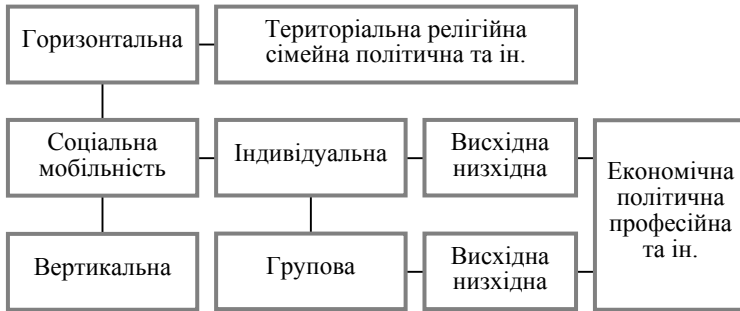 Горизонтальна
Територіальна релігійна
сімейна політична та ін.
Соціальна
мобільність
Індивідуальна
Висхідна
низхідна
Економічна
політична
професійна
та ін.
Вертикальна
Групова
Висхідна
низхідна